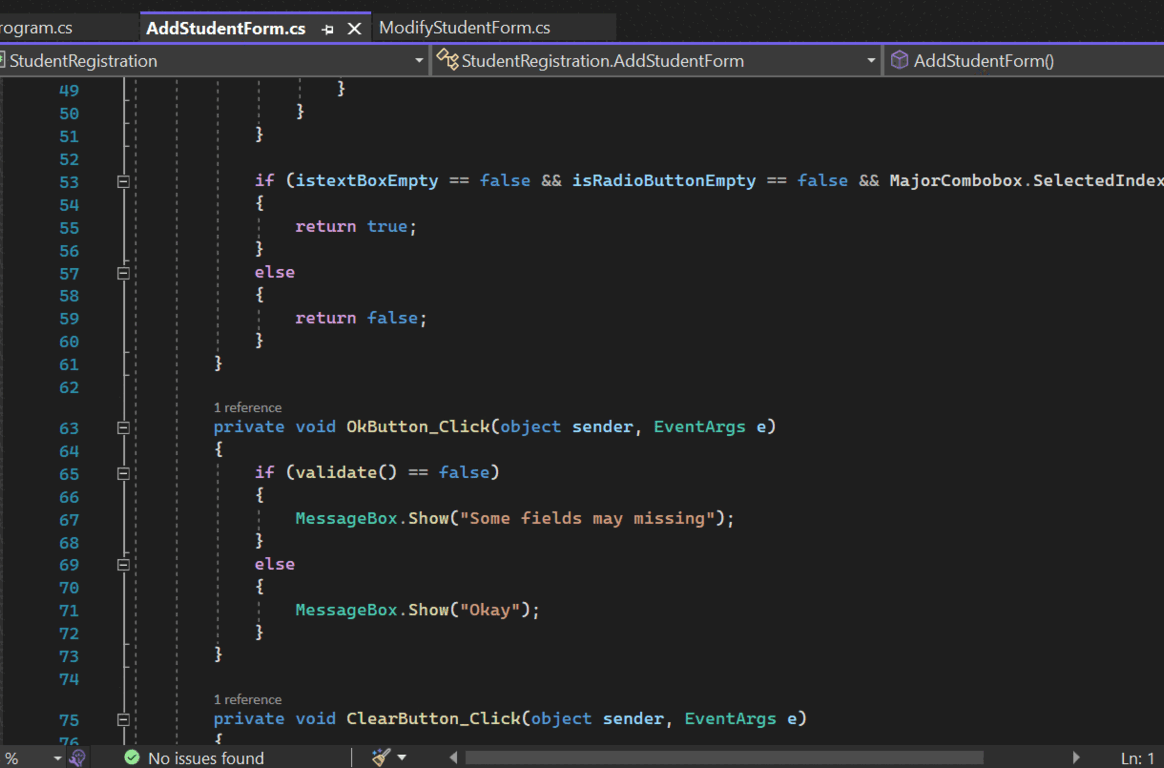 rogram.cs AddStudentForm.cs ModifyStudentForm.cs
StudentRegistration StudentRegistration.AddStudentForm AddStudentForm()
49 }
50 }
51 }
52
53 if (istextBoxEmpty == false && isRadioButtonEmpty == false && MajorCombobox.SelectedIndex
54 {
55 return true;
56 }
57 else
58 {
59 return false;
60 }
61 }
62
1 reference
63 private void OkButton_Click(object sender, EventArgs e)
64 {
65 if (validate() == false)
66 {
67 MessageBox.Show("Some fields may missing");
68 }
69 else
70 {
71 MessageBox.Show("Okay");
72 }
73 }
74
1 reference
75 private void ClearButton_Click(object sender, EventArgs e)
76 {
% No issues found Ln: 1